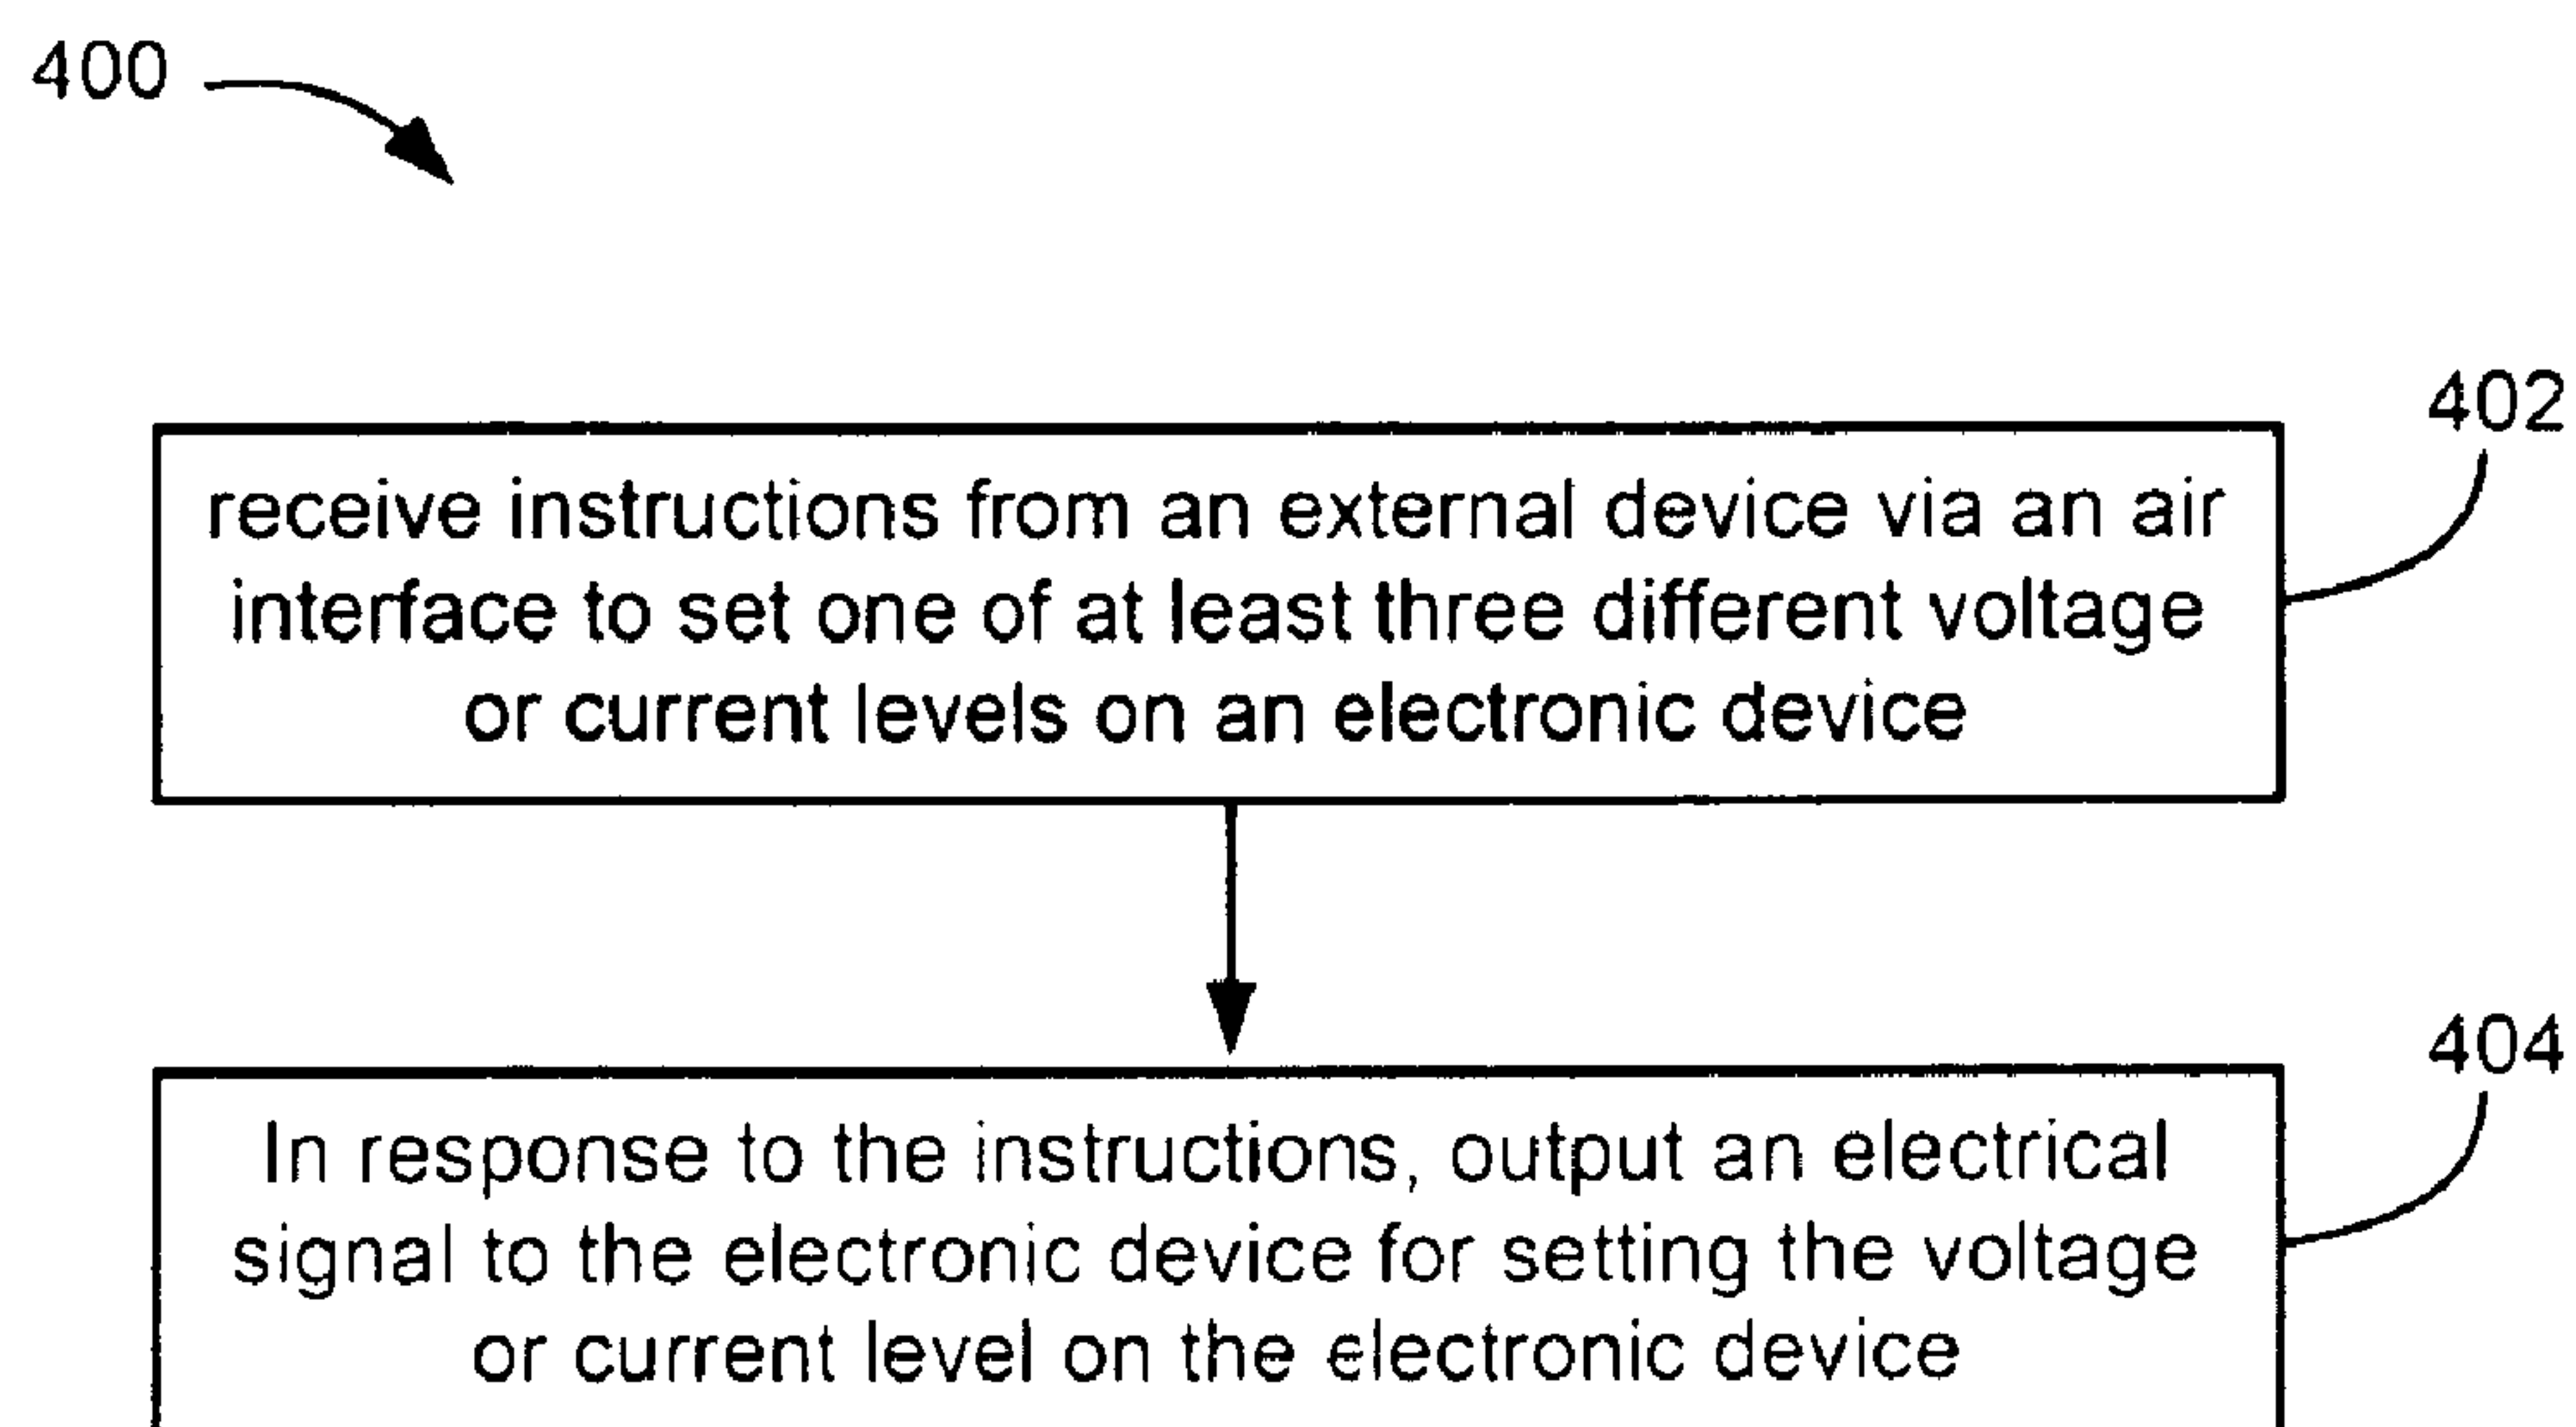 400
402
receive instructions from an external device via an air
interface to set one of at least three different voltage
or current levels on an electronic device
404
In response to the instructions, output an electrical
signal to the electronic device for setting the voltage
or current level on the electronic device